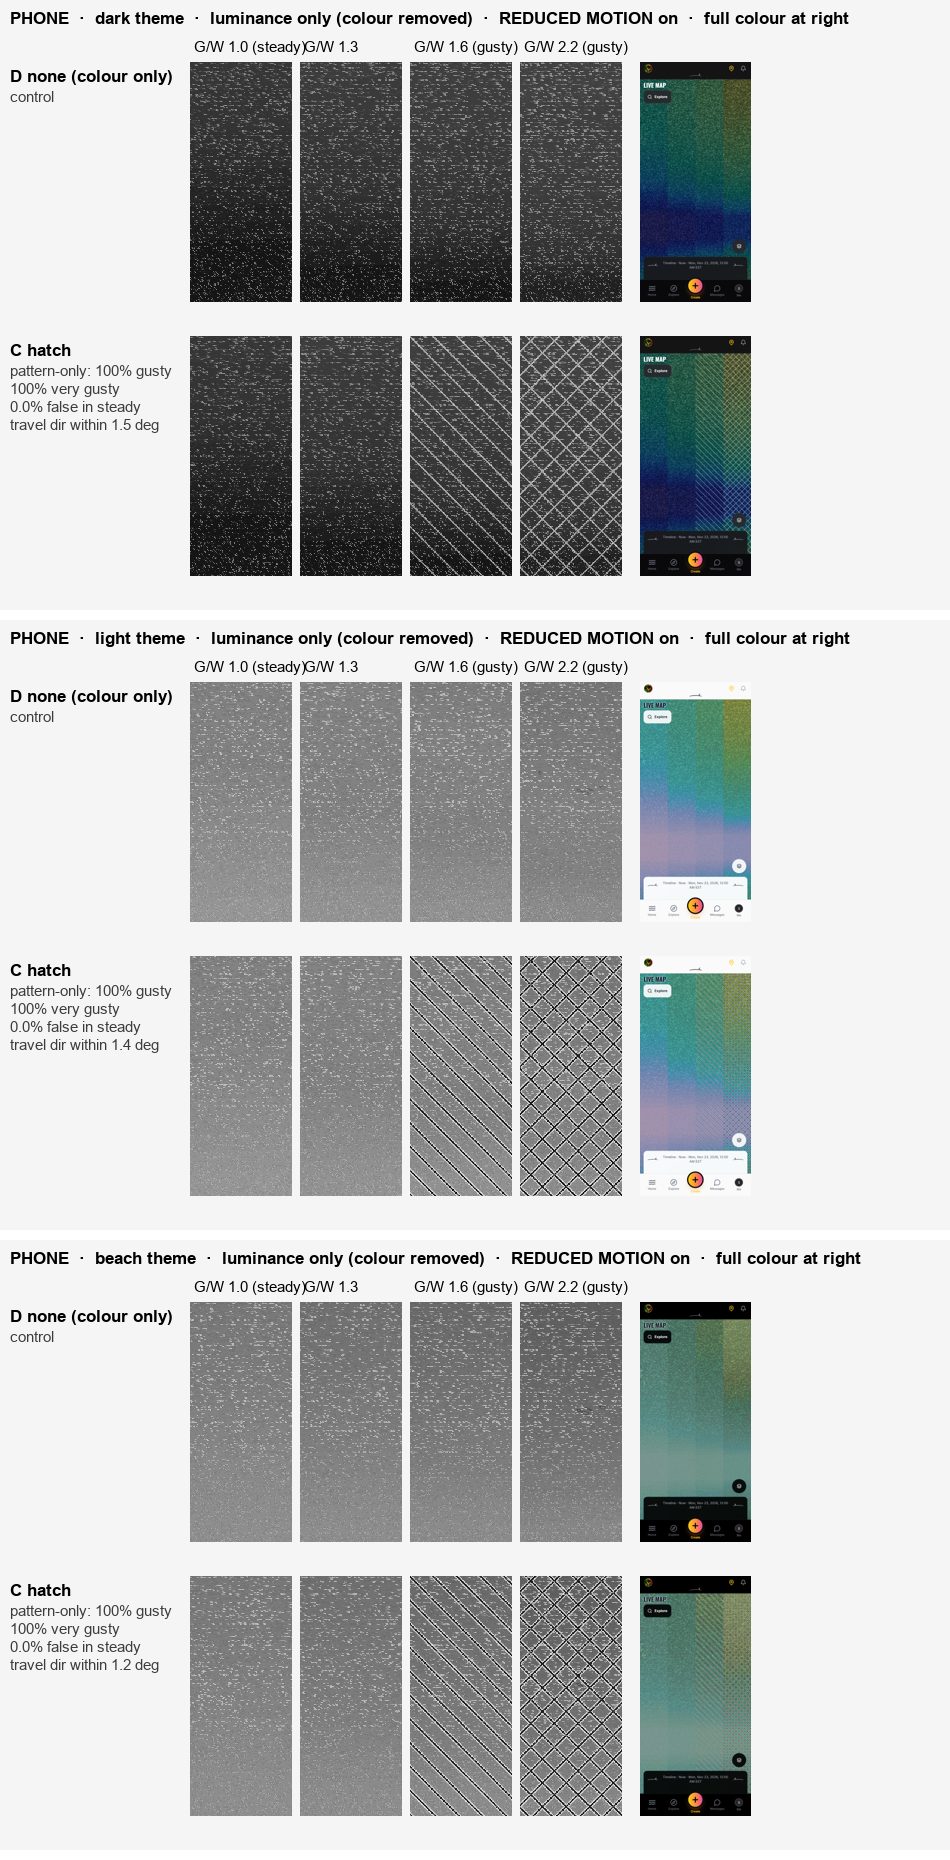 PHONE · dark theme · luminance only (colour removed) · REDUCED MOTION on · full colour at right
G/W 1.0 (steady) G/W 1.3 G/W 1.6 (gusty) G/W 2.2 (gusty)
D none (colour only)
control
LIVE MAP
Explore
C hatch
pattern-only: 100% gusty
100% very gusty
0.0% false in steady
travel dir within 1.5 deg
LIVE MAP
Explore
PHONE · light theme · luminance only (colour removed) · REDUCED MOTION on · full colour at right
G/W 1.0 (steady) G/W 1.3 G/W 1.6 (gusty) G/W 2.2 (gusty)
D none (colour only)
control
LIVE MAP
Explore
C hatch
pattern-only: 100% gusty
100% very gusty
0.0% false in steady
travel dir within 1.4 deg
LIVE MAP
Explore
PHONE · beach theme · luminance only (colour removed) · REDUCED MOTION on · full colour at right
G/W 1.0 (steady) G/W 1.3 G/W 1.6 (gusty) G/W 2.2 (gusty)
D none (colour only)
control
LIVE MAP
Explore
C hatch
pattern-only: 100% gusty
100% very gusty
0.0% false in steady
travel dir within 1.2 deg
LIVE MAP
Explore